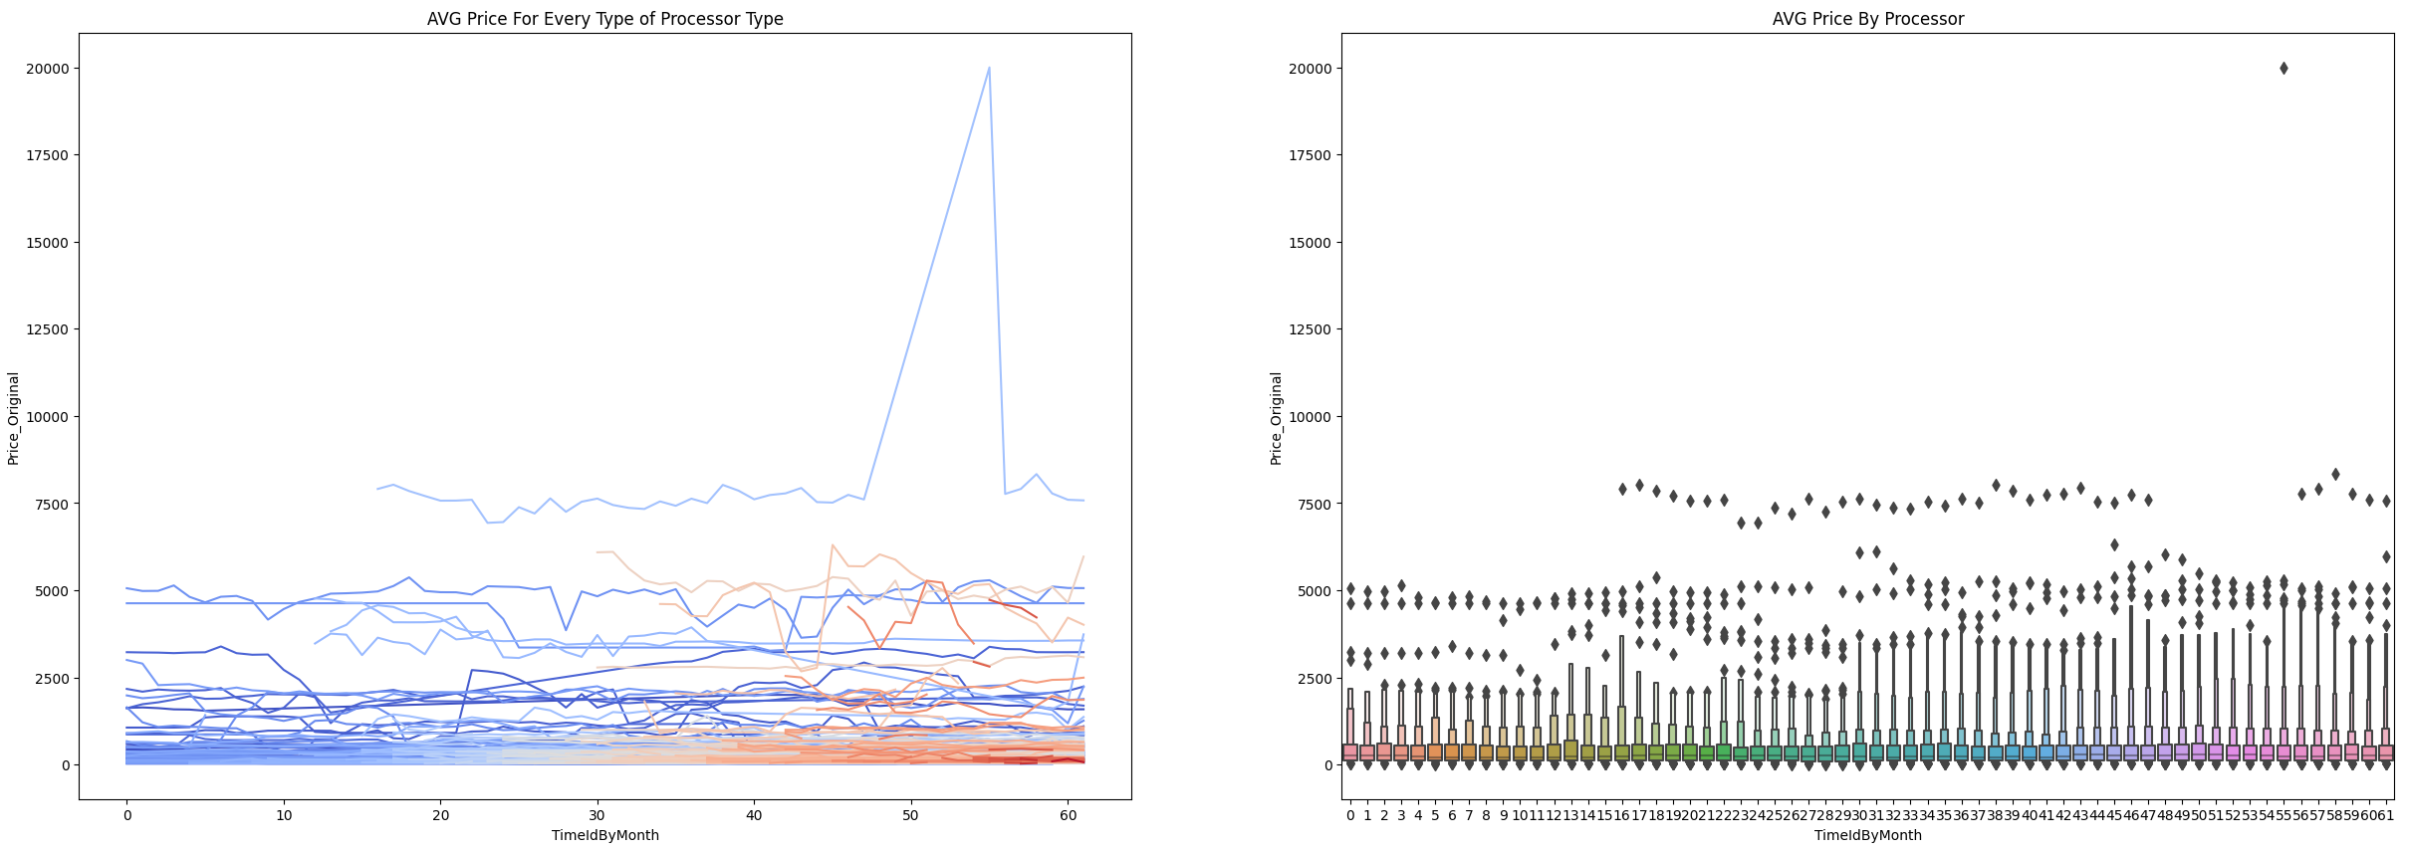 AVG Price For Every Type of Processor Type
20000
17500
15000
12500
10000
7500
5000
2500
0
Price_Original
0 10 20 30 40 50 60
TimeIdByMonth
AVG Price By Processor
20000
17500
15000
12500
10000
7500
5000
2500
0
Price_Original
0 1 2 3 4 5 6 7 8 9 10 11 12 13 14 15 16 17 18 19 20 21 22 23 24 25 26 27 28 29 30 31 32 33 34 35 36 37 38 39 40 41 42 43 44 45 46 47 48 49 50 51 52 53 54 55 56 57 58 59 60 61
TimeIdByMonth